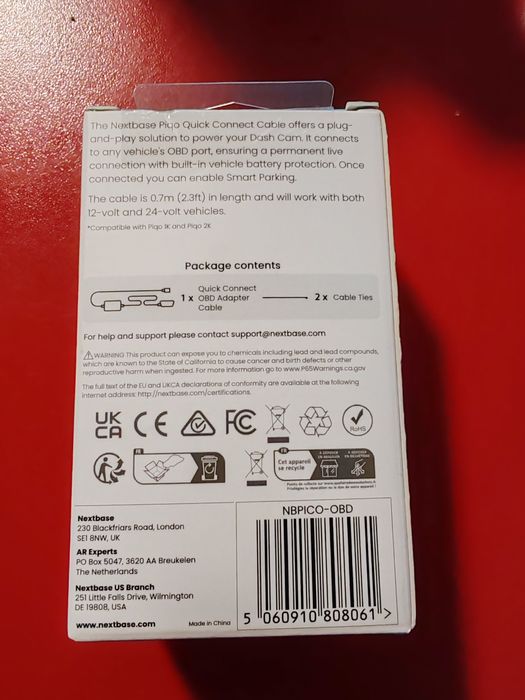 The Nextbase Piqo Quick Connect Cable offers a plug-
and-play solution to power your Dash Cam. It connects
to any vehicle's OBD port, ensuring a permanent live
connection with built-in vehicle battery protection. Once
connected you can enable Smart Parking.
The cable is 0.7m (2.3ft) in length and will work with both
12-volt and 24-volt vehicles.
*Compatible with Piqo 1K and Piqo 2K
Package contents
1 x Quick Connect
OBD Adapter
Cable
2 x Cable Ties
For help and support please contact support@nextbase.com
WARNING This product can expose you to chemicals including lead and lead compounds,
which are known to the State of California to cause cancer and birth defects or other
reproductive harm when ingested. For more information go to www.P65Warnings.ca.gov
The full text of the EU and UKCA declarations of conformity are available at the following
internet address: http://nextbase.com/certifications.
UK
CA
CE
FC
RoHS
FR
FR
Cet appareil
se recycle
À DÉPOSER
EN MAGASIN
À DÉPOSER
EN DÉCHÈTERIE
Nextbase
230 Blackfriars Road, London
SE1 8NW, UK
AR Experts
PO Box 5047, 3620 AA Breukelen
The Netherlands
Nextbase US Branch
251 Little Falls Drive, Wilmington
DE 19808, USA
www.nextbase.com
Made in China
NBPICO-OBD
5 060910 808061 >